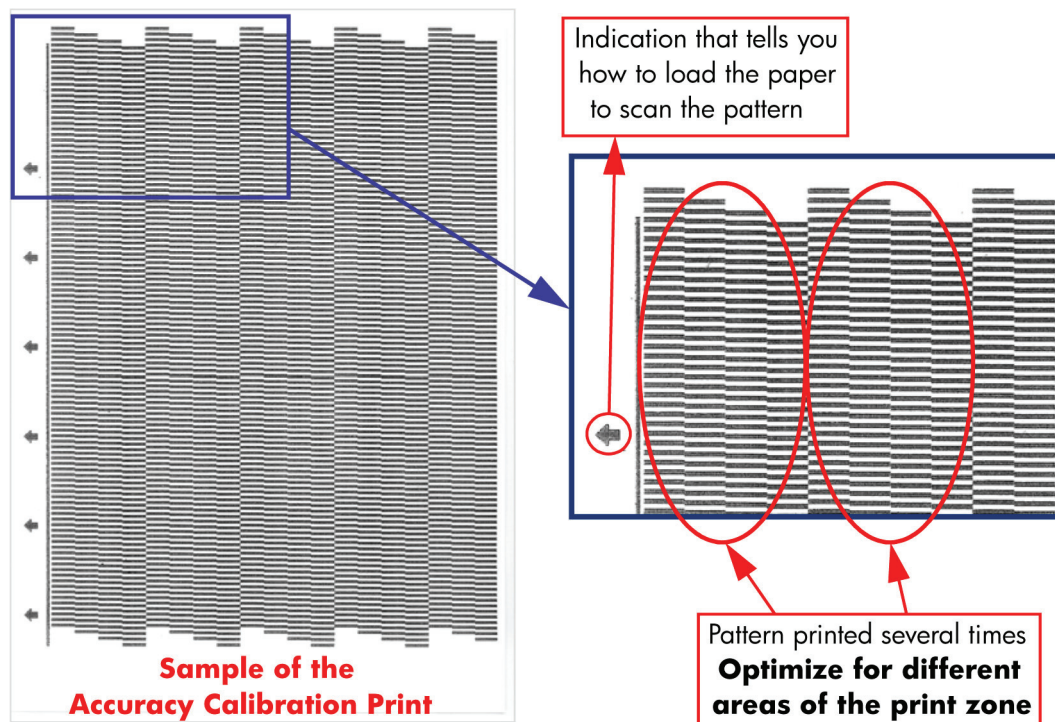 Indication that tells you
how to load the paper
to scan the pattern
Sample of the
Accuracy Calibration Print
Pattern printed several times
Optimize for different
areas of the print zone